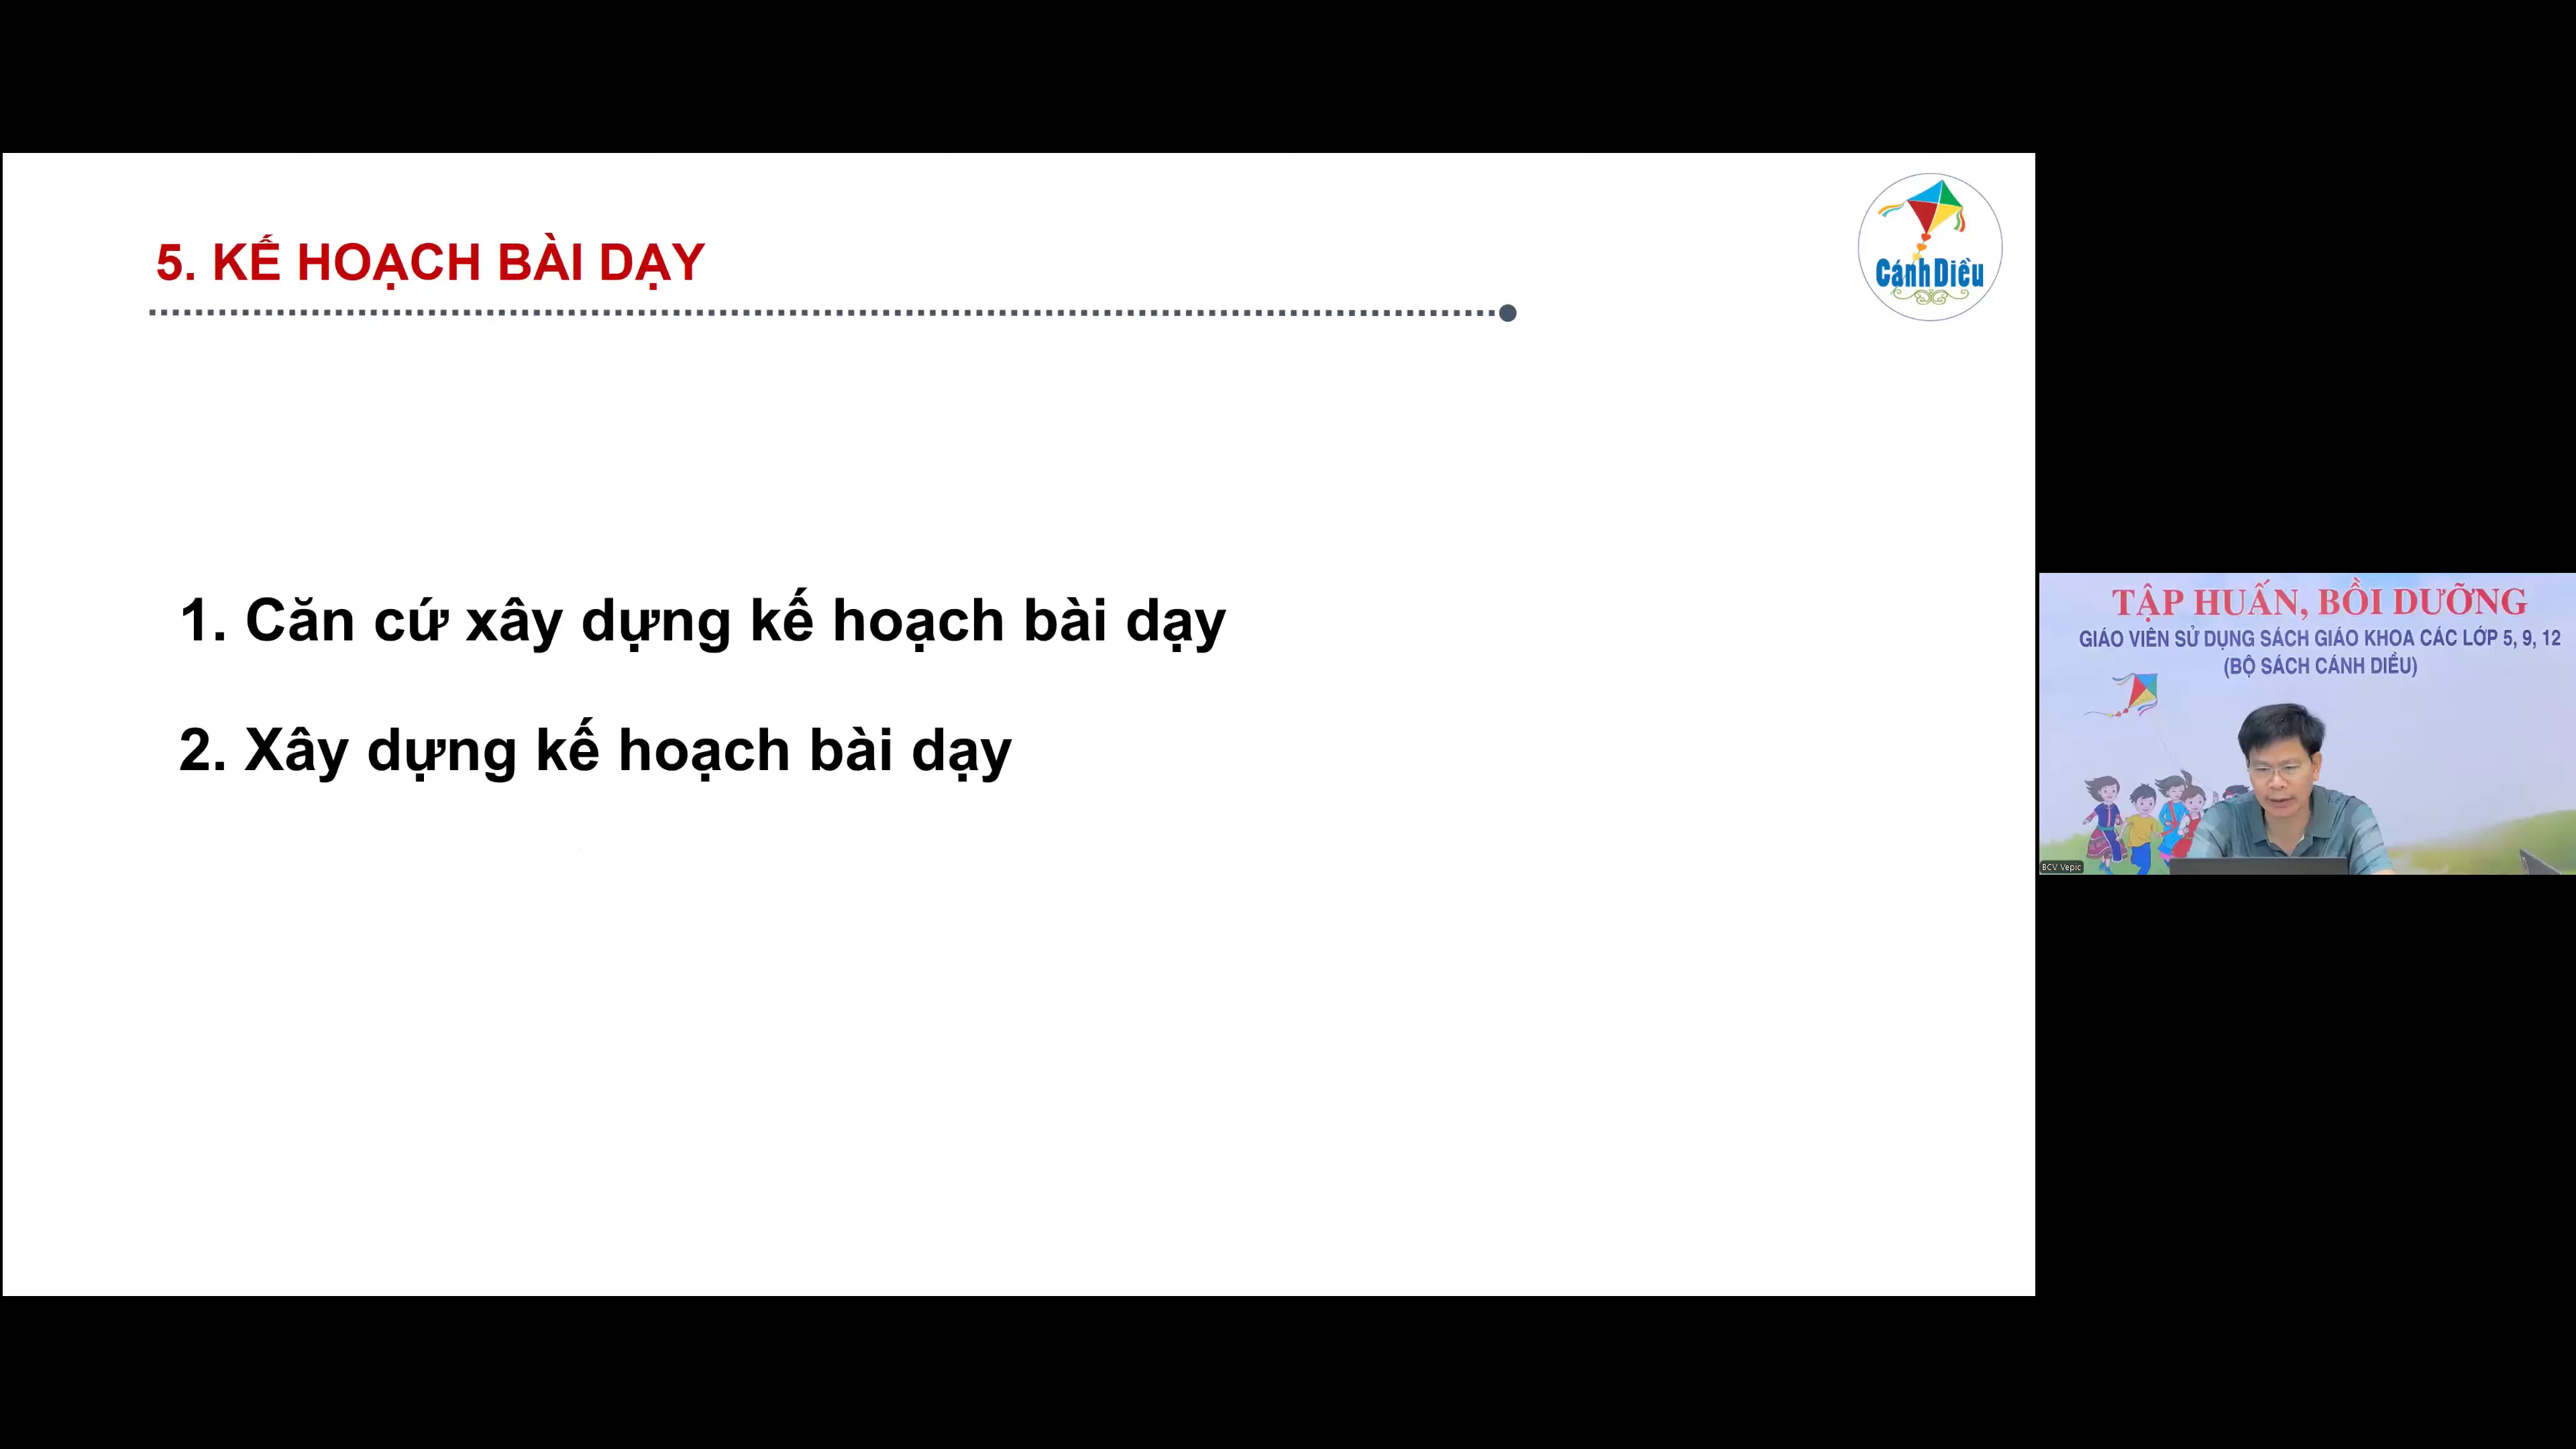 5. KẾ HOẠCH BÀI DẠY
Cánh Diều
1. Căn cứ xây dựng kế hoạch bài dạy
2. Xây dựng kế hoạch bài dạy
TẬP HUẤN, BỒI DƯỠNG
GIÁO VIÊN SỬ DỤNG SÁCH GIÁO KHOA CÁC LỚP 5, 9, 12
(BỘ SÁCH CÁNH DIỀU)
BCV Vepic